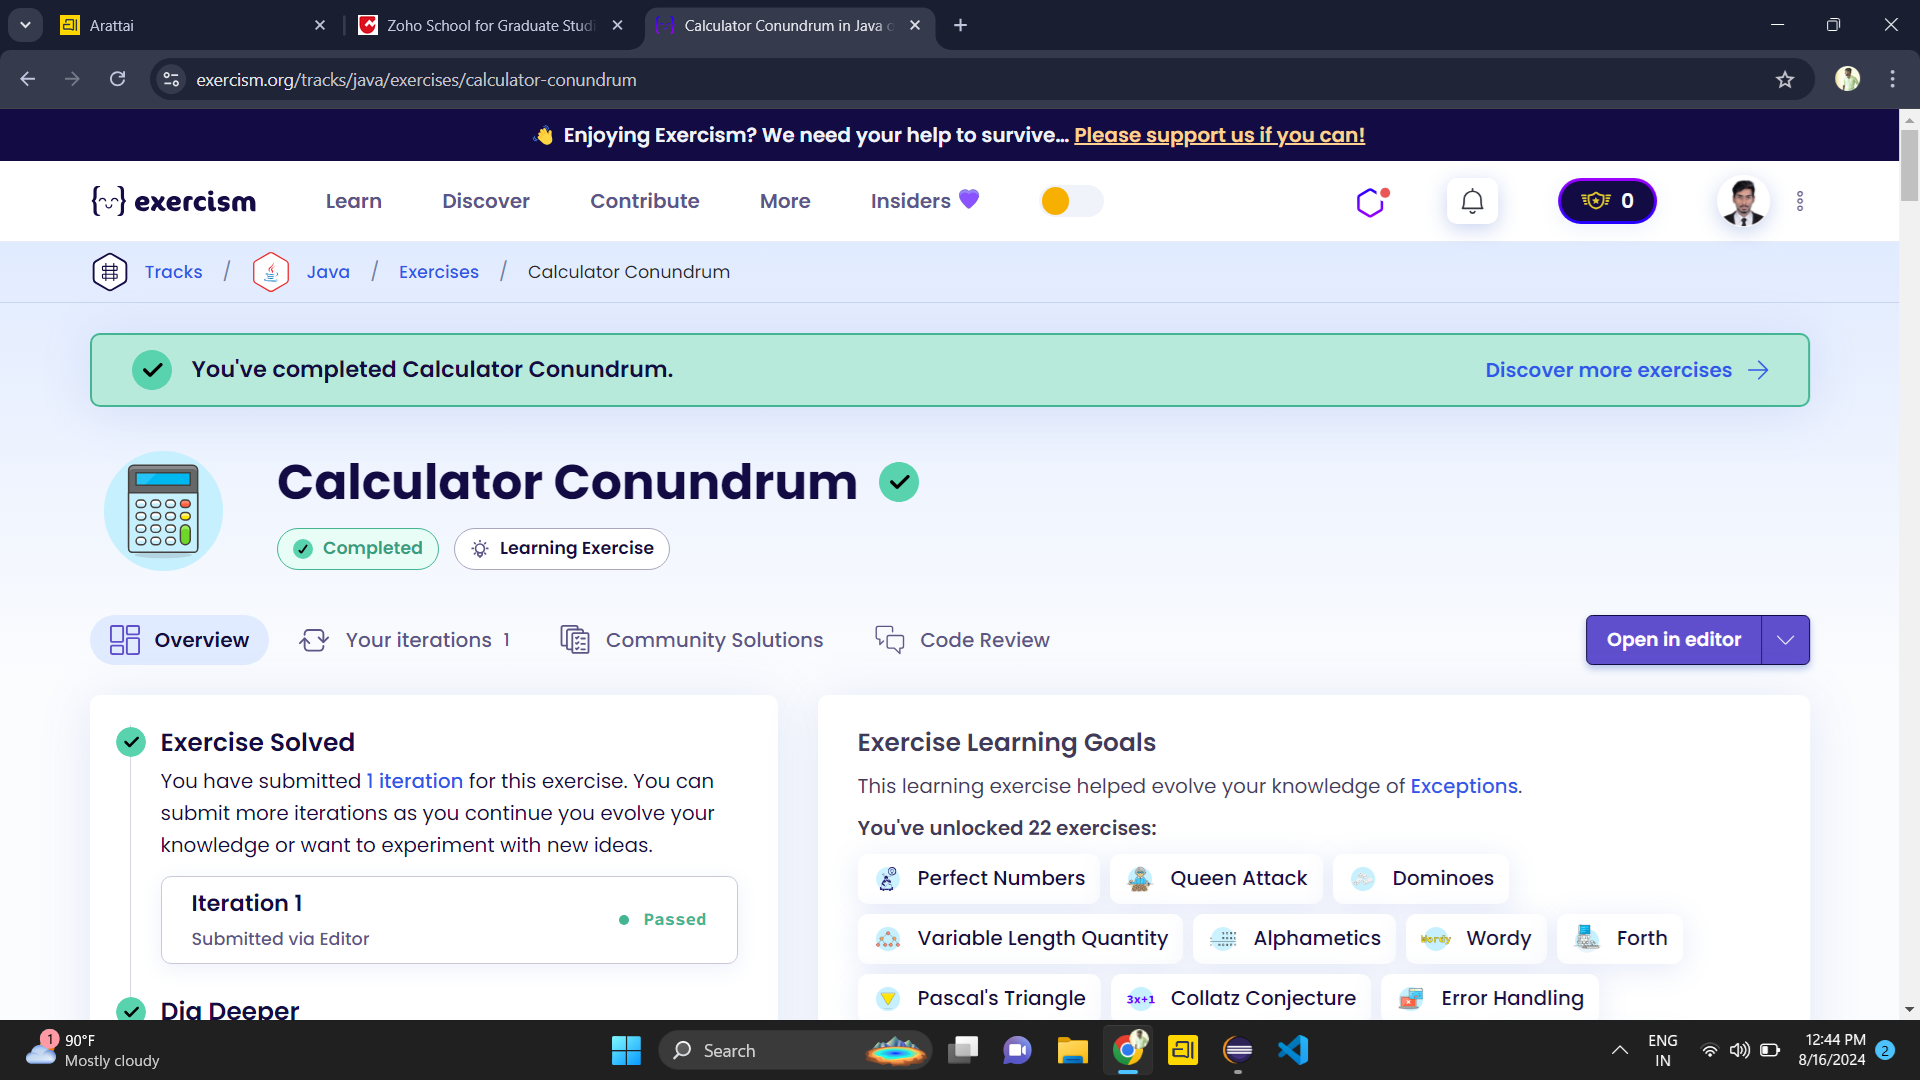 Arattai
Zoho School for Graduate Studi
Calculator Conundrum in Java o
exercism.org/tracks/java/exercises/calculator-conundrum
Enjoying Exercism? We need your help to survive... Please support us if you can!
exercism
Learn
Discover
Contribute
More
Insiders
0
Tracks / Java / Exercises / Calculator Conundrum
You've completed Calculator Conundrum.
Discover more exercises
Calculator Conundrum
Completed
Learning Exercise
Overview
Your iterations 1
Community Solutions
Code Review
Open in editor
Exercise Solved
You have submitted 1 iteration for this exercise. You can
submit more iterations as you continue you evolve your
knowledge or want to experiment with new ideas.
Iteration 1
Submitted via Editor
Passed
Dig Deeper
Exercise Learning Goals
This learning exercise helped evolve your knowledge of Exceptions.
You've unlocked 22 exercises:
Perfect Numbers
Queen Attack
Dominoes
Variable Length Quantity
Alphametics
Wordy
Wordy
Forth
Pascal's Triangle
3x+1
Collatz Conjecture
Error Handling
1
90°F
Mostly cloudy
Search
ENG
IN
12:44 PM
8/16/2024
2